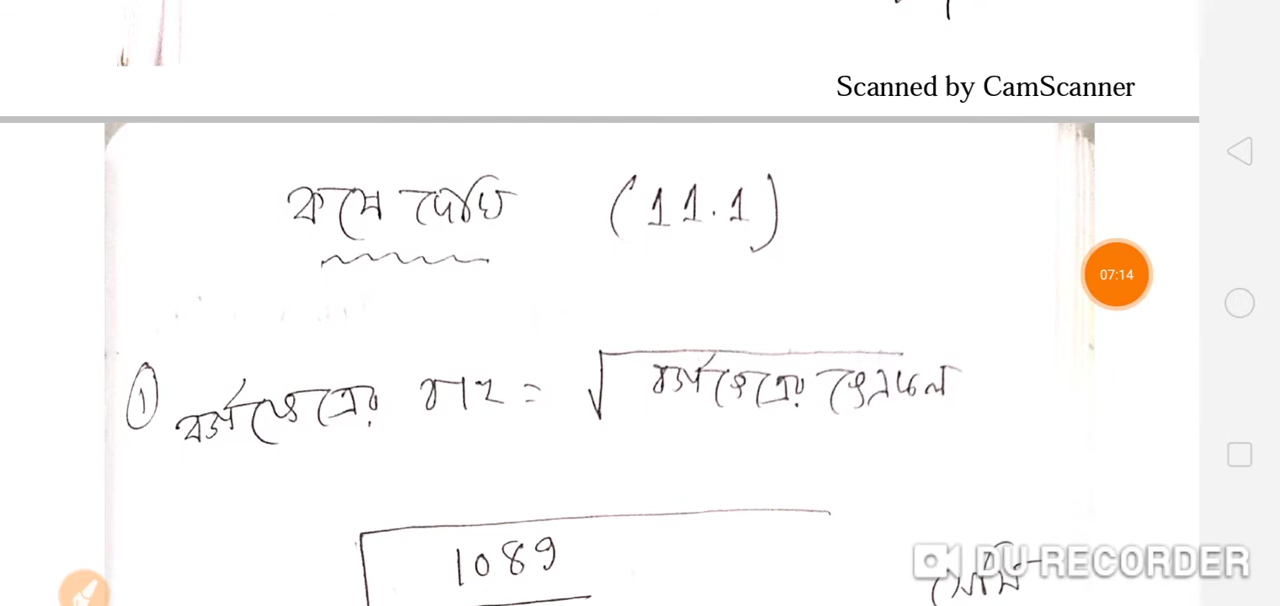 Scanned by CamScanner
কষে দেখি (11.1)
07:14
① বর্গক্ষেত্রের বাহু = √বর্গক্ষেত্রের ক্ষেত্রফল
1089
DU RECORDER